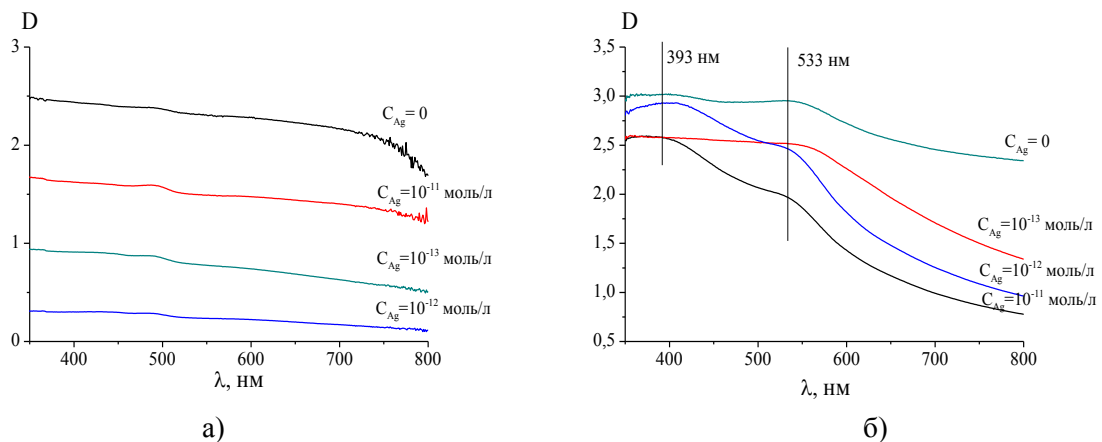 D
3
2
1
0
400 500 600 700 800
λ, нм
C_Ag= 0
C_Ag=10⁻¹¹ моль/л
C_Ag=10⁻¹³ моль/л
C_Ag=10⁻¹² моль/л
а)
D
3,5
3,0
2,5
2,0
1,5
1,0
0,5
400 500 600 700 800
λ, нм
393 нм
533 нм
C_Ag= 0
C_Ag=10⁻¹³ моль/л
C_Ag=10⁻¹² моль/л
C_Ag=10⁻¹¹ моль/л
б)